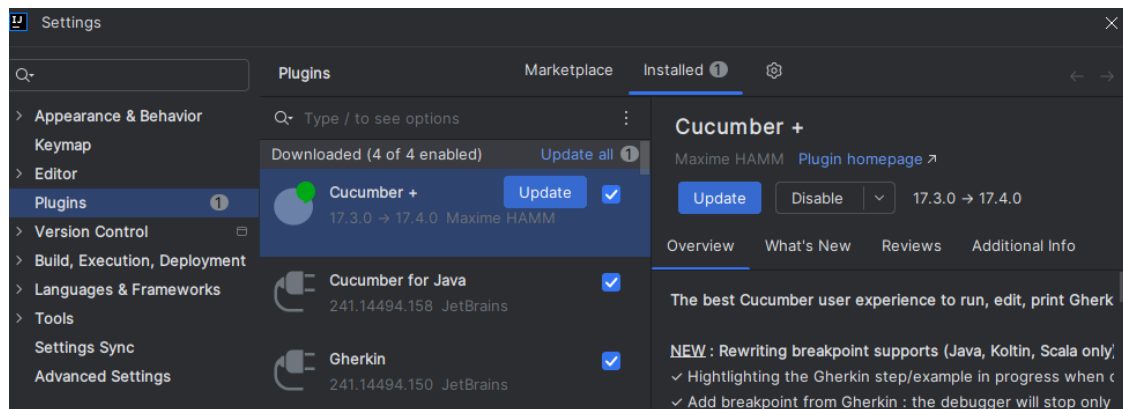 IJ Settings
Appearance & Behavior
Keymap
Editor
Plugins 1
Version Control
Build, Execution, Deployment
Languages & Frameworks
Tools
Settings Sync
Advanced Settings
Plugins Marketplace Installed 1
Type / to see options
Downloaded (4 of 4 enabled) Update all 1
Cucumber + Update
17.3.0 → 17.4.0 Maxime HAMM
Cucumber for Java
241.14494.158 JetBrains
Gherkin
241.14494.150 JetBrains
Cucumber +
Maxime HAMM Plugin homepage ↗
Update Disable 17.3.0 → 17.4.0
Overview What's New Reviews Additional Info
The best Cucumber user experience to run, edit, print Gherk
NEW : Rewriting breakpoint supports (Java, Koltin, Scala only)
✓ Hightlighting the Gherkin step/example in progress when
✓ Add breakpoint from Gherkin : the debugger will stop only